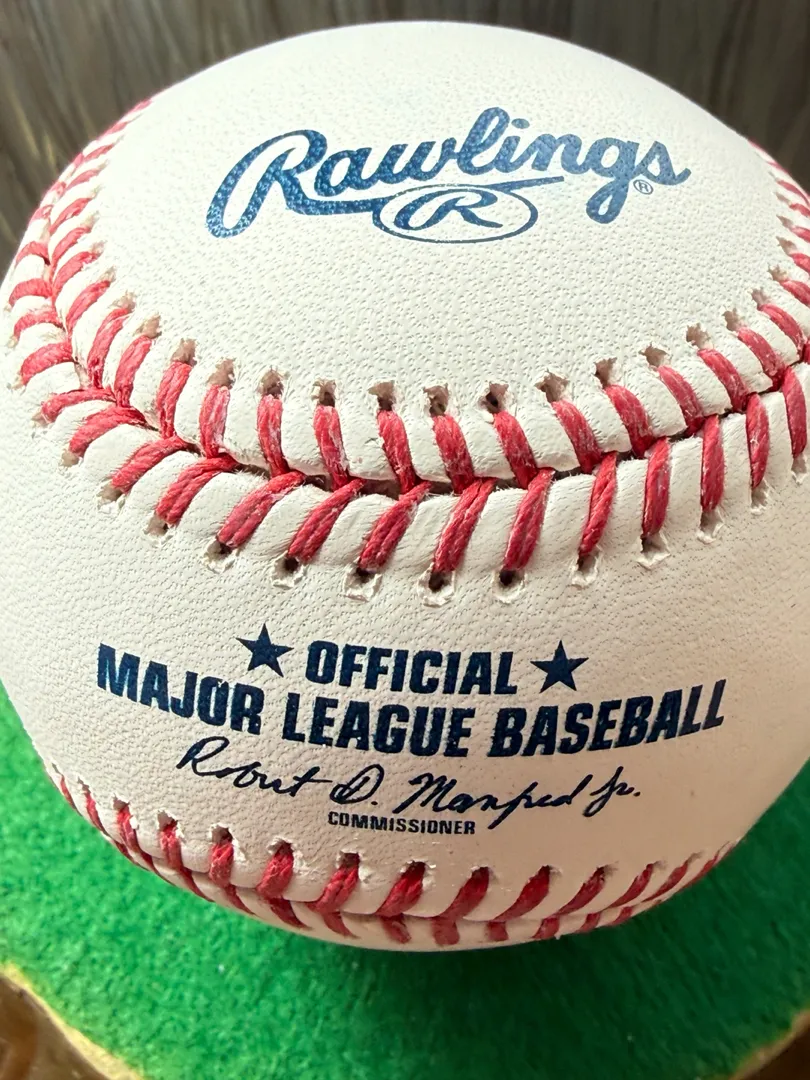 Rawlings®
R
★ OFFICIAL ★
MAJOR LEAGUE BASEBALL
Robert D. Manfred Jr.
COMMISSIONER